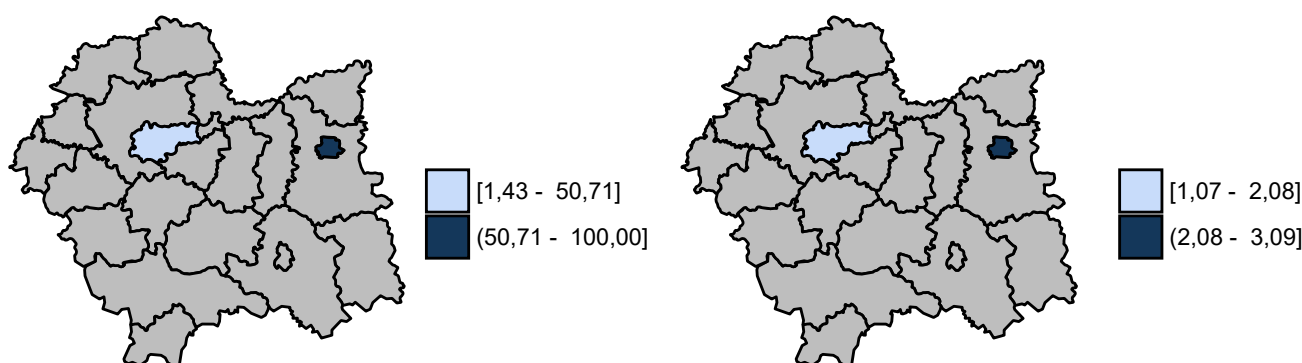 [1,43 - 50,71]
(50,71 - 100,00]
[1,07 - 2,08]
(2,08 - 3,09]